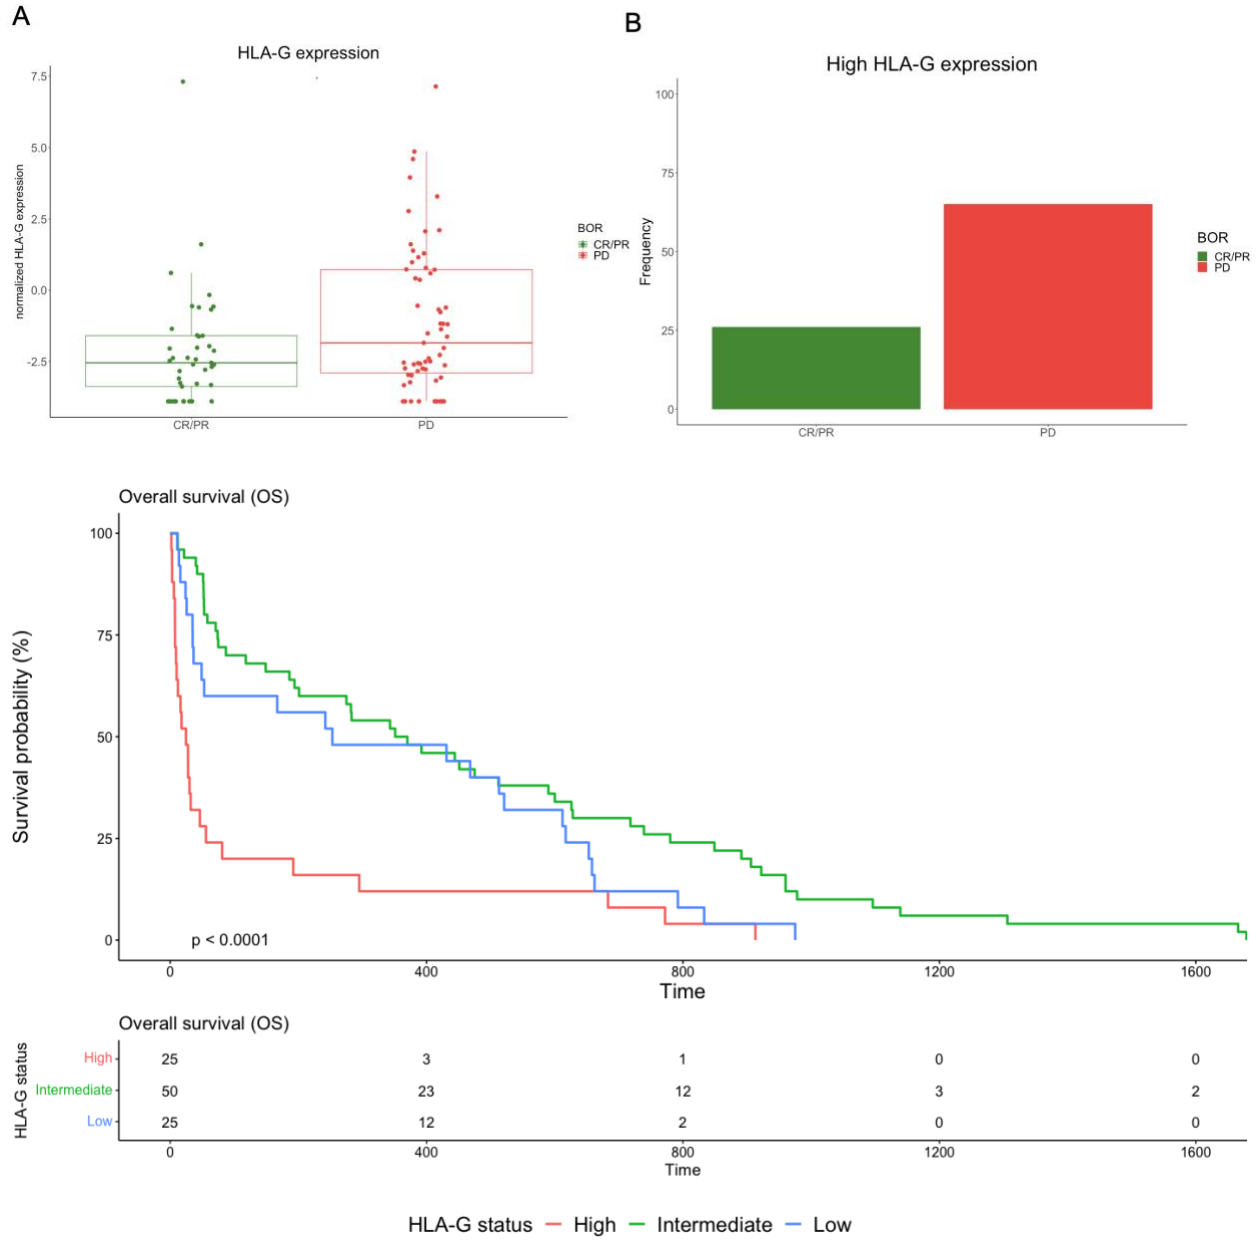 A
B
HLA-G expression
normalized HLA-G expression
7.5
5.0
2.5
0.0
-2.5
CR/PR
PD
BOR
CR/PR
PD
High HLA-G expression
Frequency
100
75
50
25
0
CR/PR
PD
BOR
CR/PR
PD
Overall survival (OS)
Survival probability (%)
100
75
50
25
0
p < 0.0001
0 400 800 1200 1600
Time
Overall survival (OS)
HLA-G status
High 25 3 1 0 0
Intermediate 50 23 12 3 2
Low 25 12 2 0 0
0 400 800 1200 1600
Time
HLA-G status High Intermediate Low